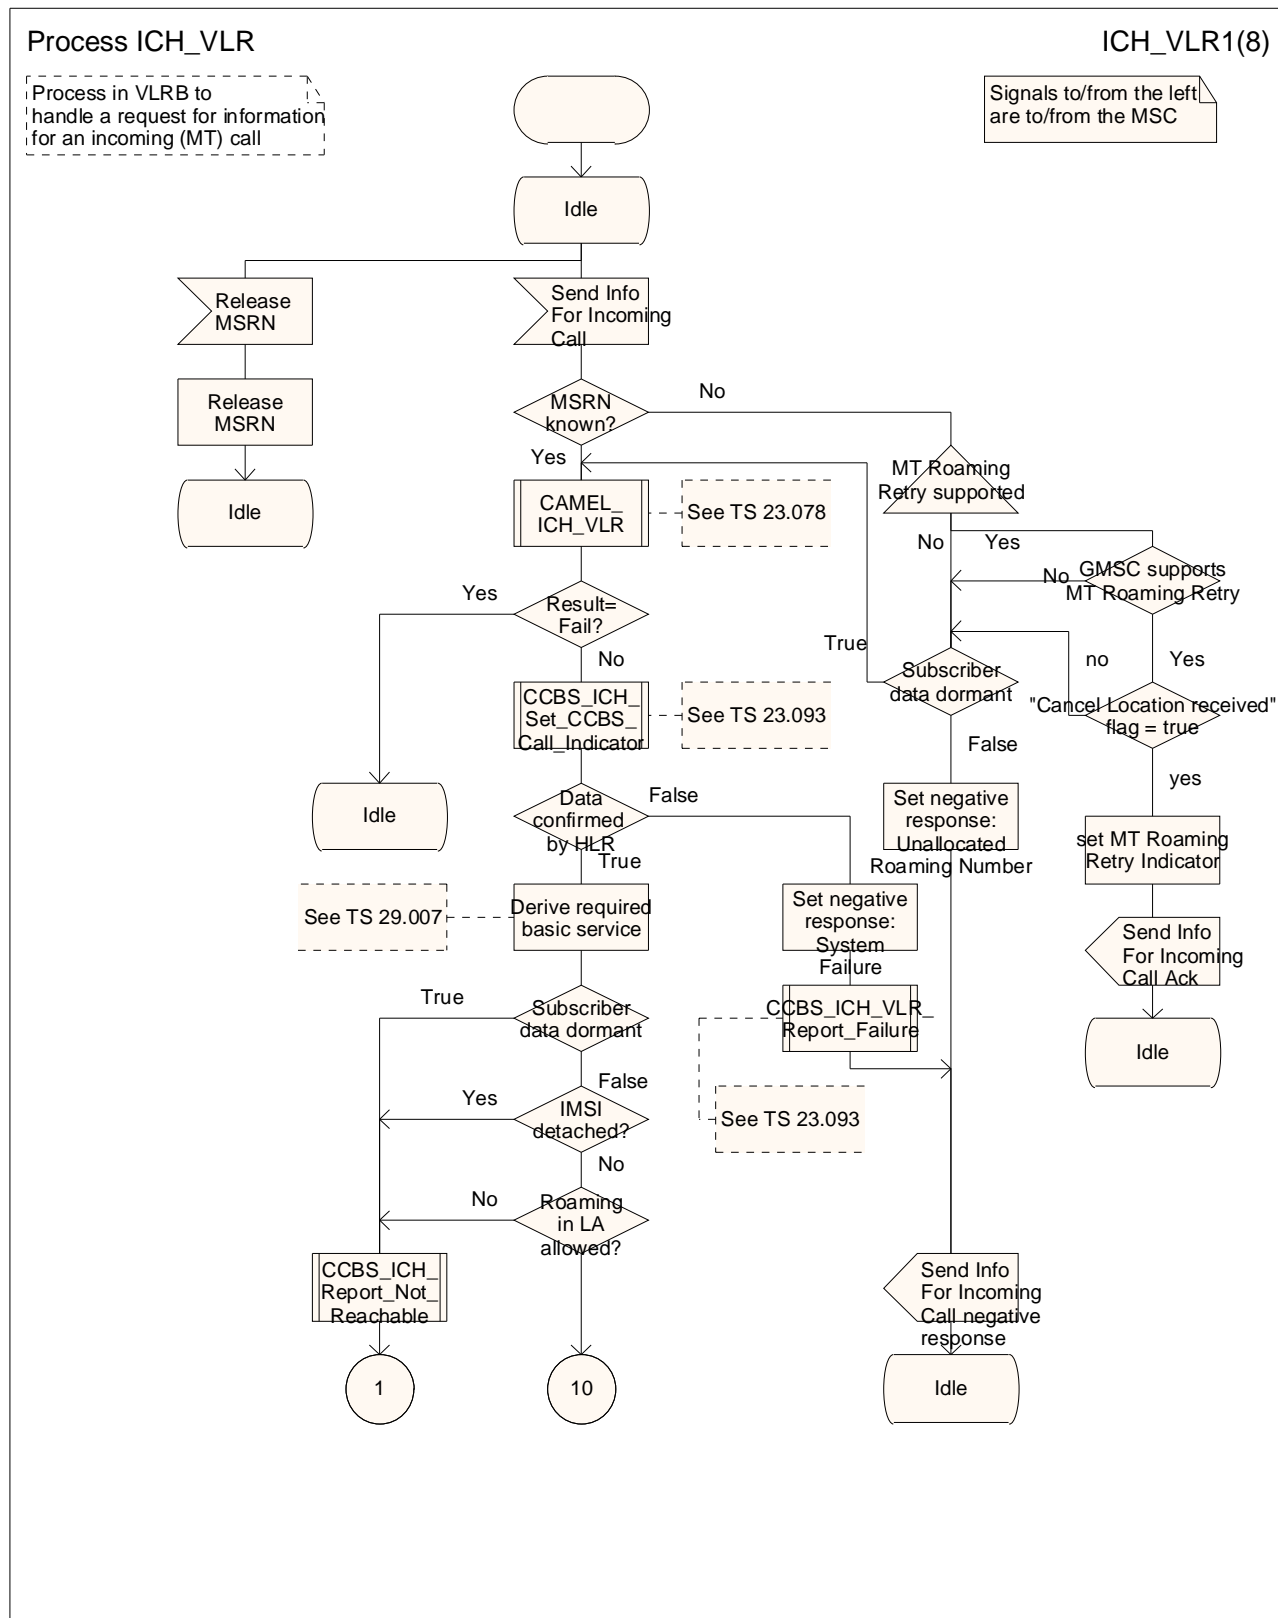 Process ICH_VLR
ICH_VLR1(8)
Process in VLRB to
handle a request for information
for an incoming (MT) call
Signals to/from the left
are to/from the MSC
Idle
Release
MSRN
Send Info
For Incoming
Call
Release
MSRN
MSRN
known?
No
Yes
Idle
CAMEL_
ICH_VLR
See TS 23.078
MT Roaming
Retry supported
No
Yes
GMSC supports
MT Roaming Retry
No
Yes
Result=
Fail?
Yes
No
True
Subscriber
data dormant
no
"Cancel Location received"
flag = true
CCBS_ICH_
Set_CCBS_
Call_Indicator
See TS 23.093
False
yes
Idle
Data
confirmed
by HLR
False
True
Set negative
response:
Unallocated
Roaming Number
set MT Roaming
Retry Indicator
See TS 29.007
Derive required
basic service
Set negative
response:
System
Failure
Send Info
For Incoming
Call Ack
True
Subscriber
data dormant
False
CCBS_ICH_VLR_
Report_Failure
Idle
Yes
IMSI
detached?
No
See TS 23.093
No
Roaming
in LA
allowed?
CCBS_ICH_
Report_Not_
Reachable
Send Info
For Incoming
Call negative
response
1
10
Idle